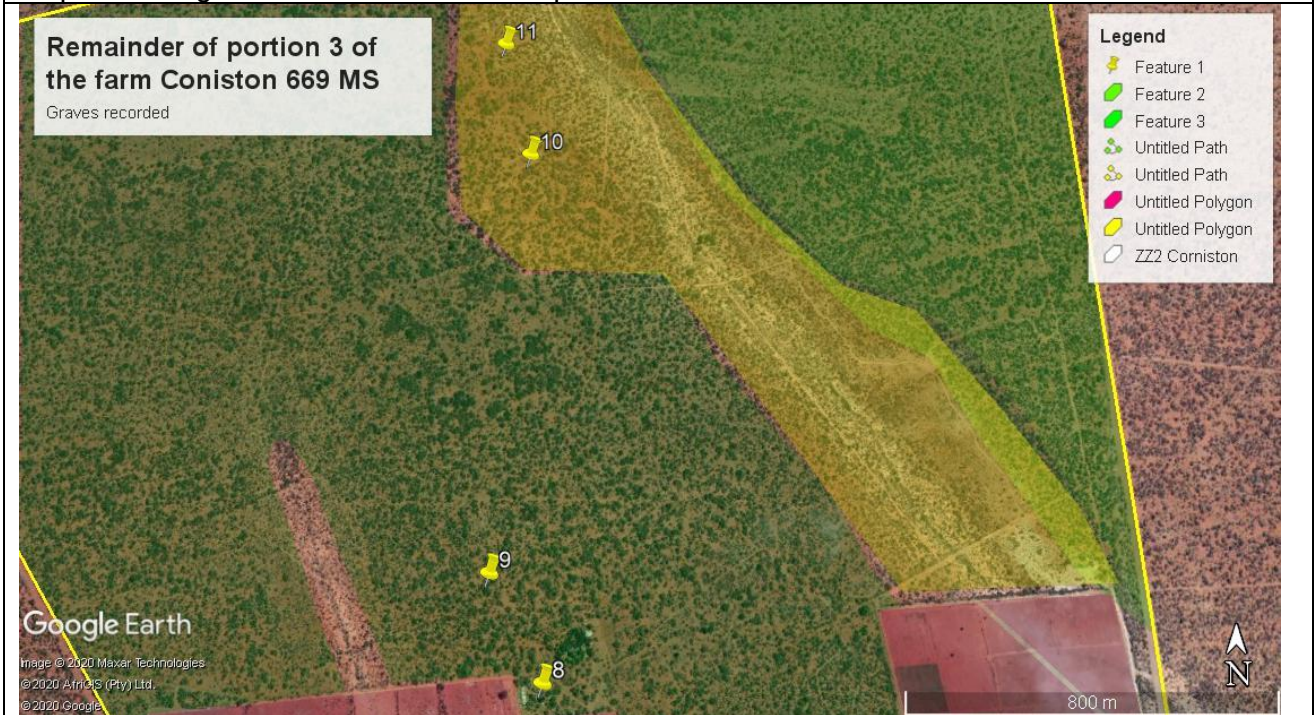 Remainder of portion 3 of
the farm Coniston 669 MS
Graves recorded
11
10
9
8
Legend
Feature 1
Feature 2
Feature 3
Untitled Path
Untitled Path
Untitled Polygon
Untitled Polygon
ZZ2 Corniston
Google Earth
Image © 2020 Maxar Technologies
© 2020 AfriGIS (Pty) Ltd.
© 2020 Google
N
800 m